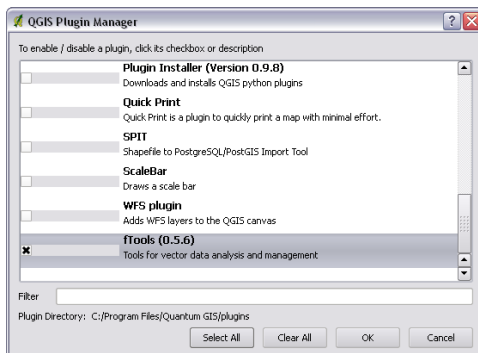 QGIS Plugin Manager
To enable / disable a plugin, click its checkbox or description
Plugin Installer (Version 0.9.8)
Downloads and installs QGIS python plugins
Quick Print
Quick Print is a plugin to quickly print a map with minimal effort.
SPIT
Shapefile to PostgreSQL/PostGIS Import Tool
ScaleBar
Draws a scale bar
WFS plugin
Adds WFS layers to the QGIS canvas
fTools (0.5.6)
Tools for vector data analysis and management
Filter
Plugin Directory: C:/Program Files/Quantum GIS/plugins
Select All Clear All OK Cancel